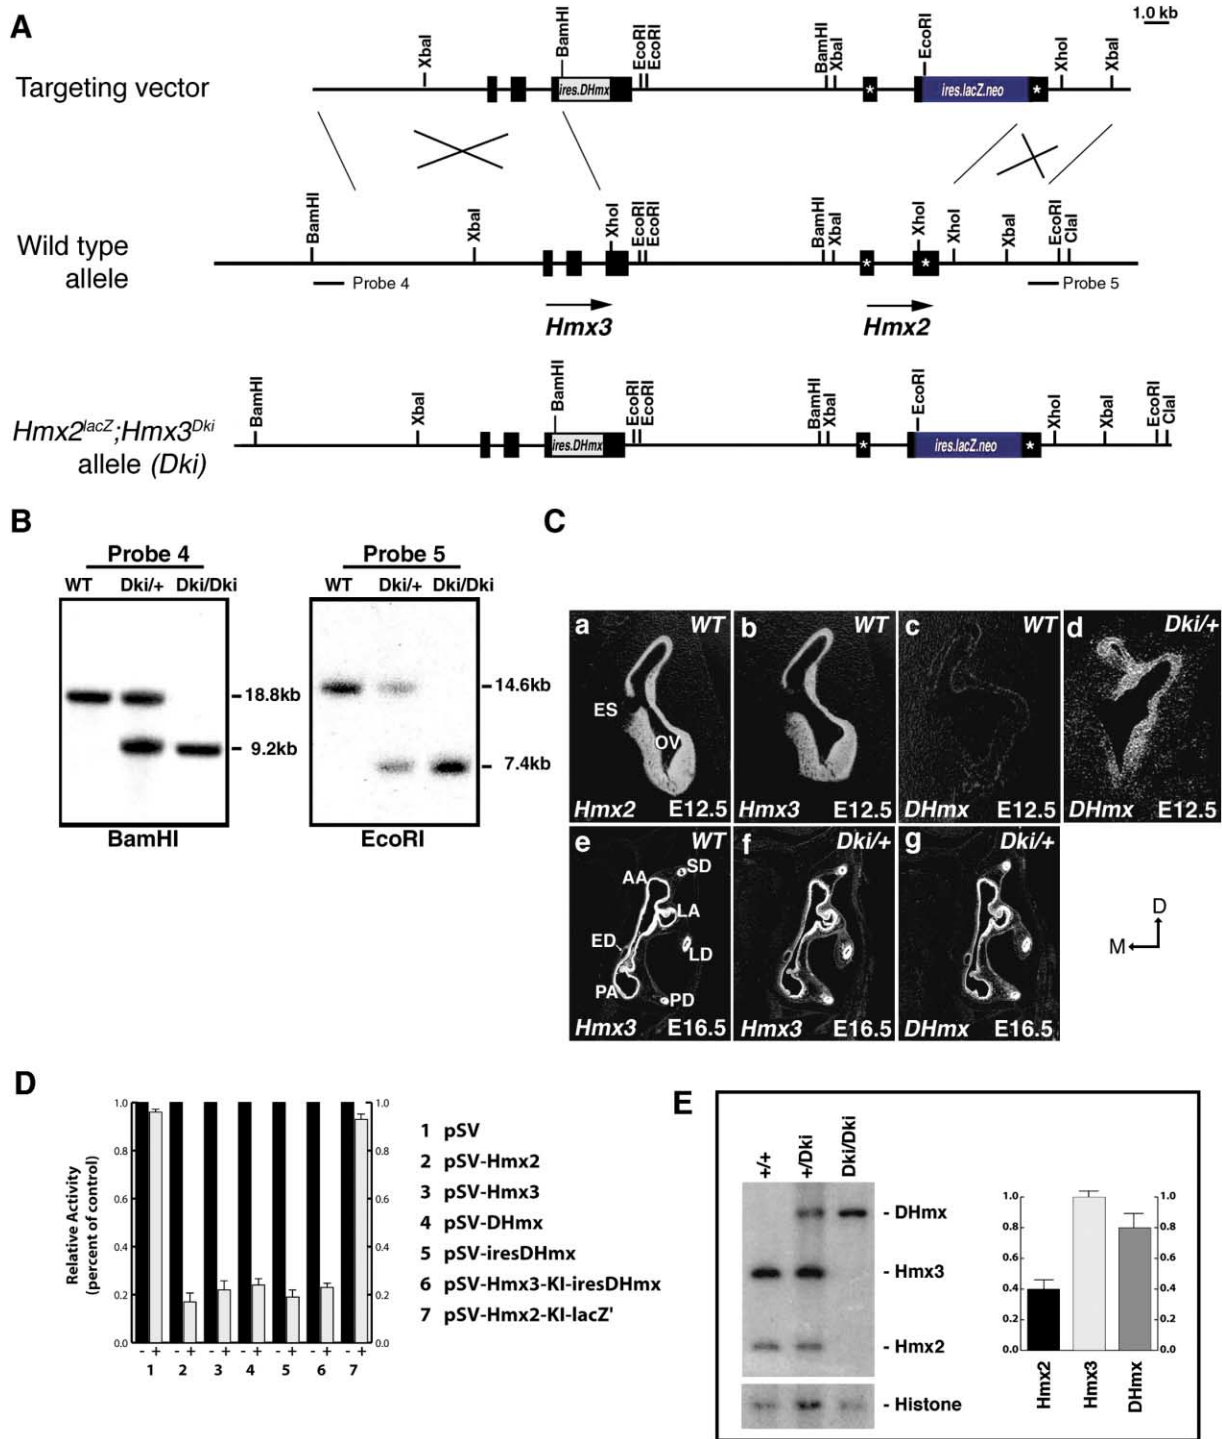 A
1.0 kb
XbaI
BamHI
EcoRI
EcoRI
BamHI
XbaI
EcoRI
XhoI
XbaI
Targeting vector
ires.DHmx
*
ires.lacZ.neo
*
BamHI
XbaI
XhoI
EcoRI
EcoRI
BamHI
XbaI
XhoI
XhoI
XbaI
EcoRI
ClaI
Wild type
allele
*
*
Probe 4
Probe 5
Hmx3
Hmx2
BamHI
XbaI
BamHI
EcoRI
EcoRI
BamHI
XbaI
EcoRI
XhoI
XbaI
EcoRI
ClaI
Hmx2lacZ;Hmx3Dki
allele (Dki)
ires.DHmx
*
ires.lacZ.neo
*
B
Probe 4
WT Dki/+ Dki/Dki
18.8kb
9.2kb
BamHI
Probe 5
WT Dki/+ Dki/Dki
14.6kb
7.4kb
EcoRI
C
a WT
ES
OV
Hmx2 E12.5
b WT
Hmx3 E12.5
c WT
DHmx E12.5
d Dki/+
DHmx E12.5
e WT
AA
SD
LA
ED
LD
PA
PD
Hmx3 E16.5
f Dki/+
Hmx3 E16.5
g Dki/+
DHmx E16.5
D
M
D
Relative Activity
(percent of control)
1.0
0.8
0.6
0.4
0.2
0.0
1.0
0.8
0.6
0.4
0.2
0.0
- + - + - + - + - + - + - +
1 2 3 4 5 6 7
1 pSV
2 pSV-Hmx2
3 pSV-Hmx3
4 pSV-DHmx
5 pSV-iresDHmx
6 pSV-Hmx3-KI-iresDHmx
7 pSV-Hmx2-KI-lacZ'
E
+/+
+/Dki
Dki/Dki
- DHmx
- Hmx3
- Hmx2
- Histone
1.0
0.8
0.6
0.4
0.2
0.0
1.0
0.8
0.6
0.4
0.2
0.0
Hmx2
Hmx3
DHmx